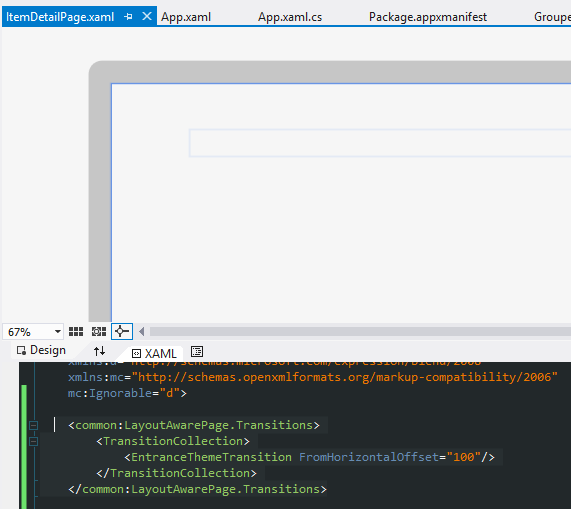 ItemDetailPage.xaml App.xaml App.xaml.cs Package.appxmanifest Groupe
67%
Design XAML
xmlns:d="http://schemas.microsoft.com/expression/blend/2008"
xmlns:mc="http://schemas.openxmlformats.org/markup-compatibility/2006"
mc:Ignorable="d">
<common:LayoutAwarePage.Transitions>
<TransitionCollection>
<EntranceThemeTransition FromHorizontalOffset="100"/>
</TransitionCollection>
</common:LayoutAwarePage.Transitions>